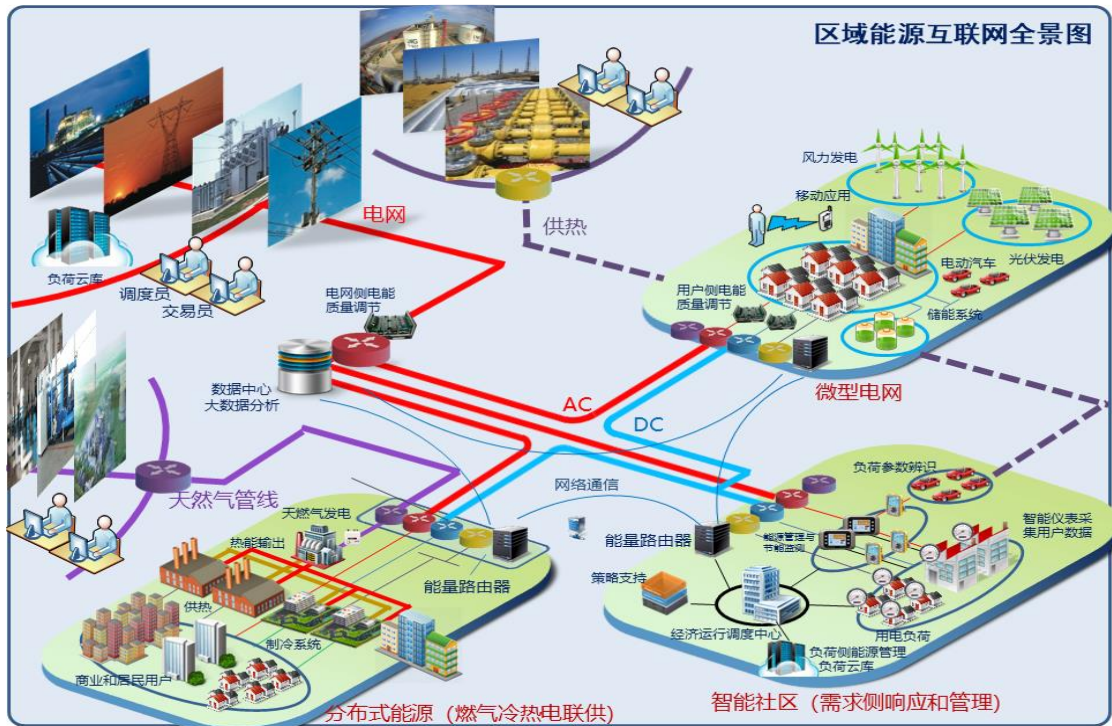 区域能源互联网全景图
电网
供热
风力发电
移动应用
光伏发电
电动汽车
储能系统
用户侧电能
质量调节
微型电网
负荷云库
调度员
交易员
电网侧电能
质量调节
数据中心
大数据分析
AC
DC
天然气管线
网络通信
天然气发电
热能输出
供热
制冷系统
商业和居民用户
能量路由器
分布式能源（燃气冷热电联供）
负荷参数辨识
智能仪表采
集用户数据
能量路由器
能源管理与
节能监测
策略支持
经济运行调度中心
用电负荷
负荷侧能源管理
负荷云库
智能社区（需求侧响应和管理）